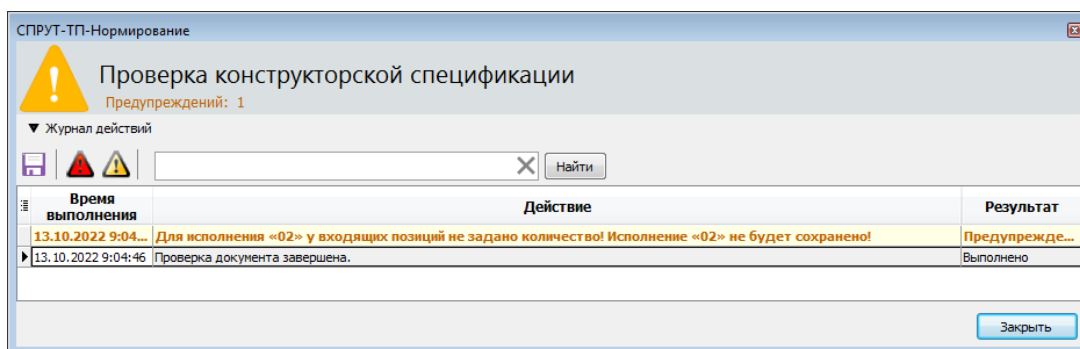 СПРУТ-ТП-Нормирование
Проверка конструкторской спецификации
Предупреждений: 1
▼ Журнал действий
Найти
Время выполнения Действие Результат
13.10.2022 9:04... Для исполнения «02» у входящих позиций не задано количество! Исполнение «02» не будет сохранено! Предупрежде...
13.10.2022 9:04:46 Проверка документа завершена. Выполнено
Закрыть